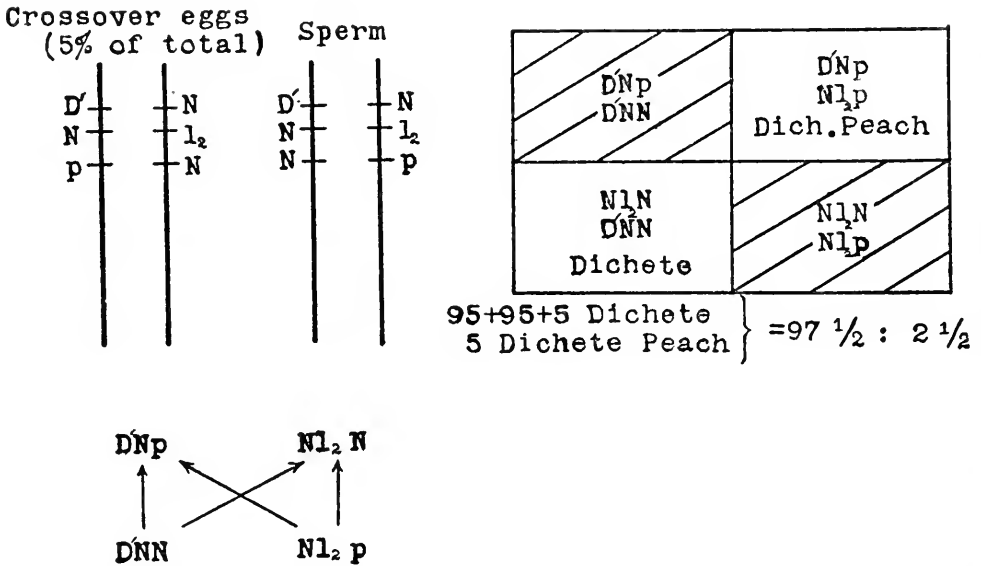 Crossover eggs
(5% of total)
Sperm
D'
N
p
N
l₂
N
D'
N
N
N
l₂
p
D'Np
D'NN
D'Np
Nl₂p
Dich.Peach
Nl₂N
D'NN
Dichete
Nl₂N
Nl₂p
95+95+5 Dichete
5 Dichete Peach
=97 ½ : 2 ½
D'Np
Nl₂ N
D'NN
Nl₂ p